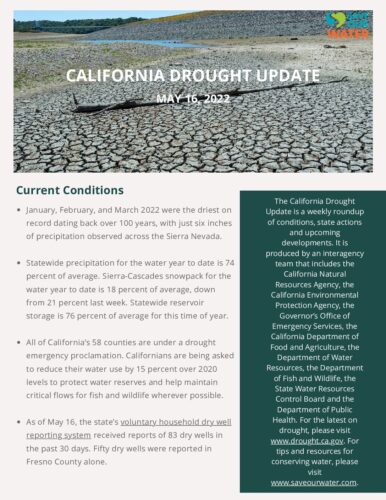 SAVE OUR
WATER
CALIFORNIA DROUGHT UPDATE
MAY 16, 2022
Current Conditions
• January, February, and March 2022 were the driest on
record dating back over 100 years, with just six inches
of precipitation observed across the Sierra Nevada.
• Statewide precipitation for the water year to date is 74
percent of average. Sierra-Cascades snowpack for the
water year to date is 18 percent of average, down
from 21 percent last week. Statewide reservoir
storage is 76 percent of average for this time of year.
• All of California's 58 counties are under a drought
emergency proclamation. Californians are being asked
to reduce their water use by 15 percent over 2020
levels to protect water reserves and help maintain
critical flows for fish and wildlife wherever possible.
• As of May 16, the state's voluntary household dry well
reporting system received reports of 83 dry wells in the
past 30 days. Fifty dry wells were reported in
Fresno County alone.
The California Drought
Update is a weekly roundup
of conditions, state actions
and upcoming
developments. It is
produced by an interagency
team that includes the
California Natural
Resources Agency, the
California Environmental
Protection Agency, the
Governor's Office of
Emergency Services, the
California Department of
Food and Agriculture, the
Department of Water
Resources, the Department
of Fish and Wildlife, the
State Water Resources
Control Board and the
Department of Public
Health. For the latest on
drought, please visit
www.drought.ca.gov. For
tips and resources for
conserving water, please
visit
www.saveourwater.com.